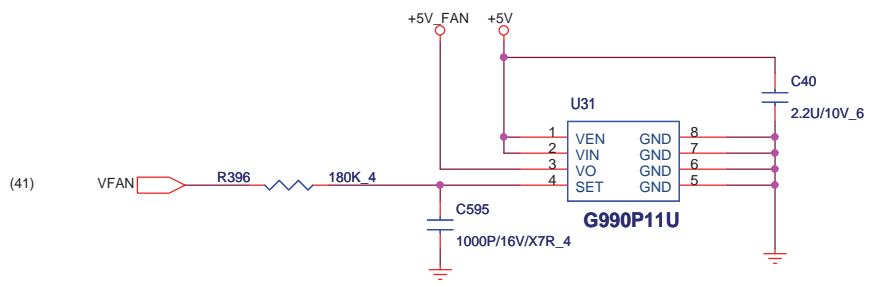 +5V_FAN +5V
C40
2.2U/10V_6
U31
1 VEN GND 8
2 VIN GND 7
3 VO GND 6
4 SET GND 5
G990P11U
(41) VFAN R396 180K_4
C595
1000P/16V/X7R_4